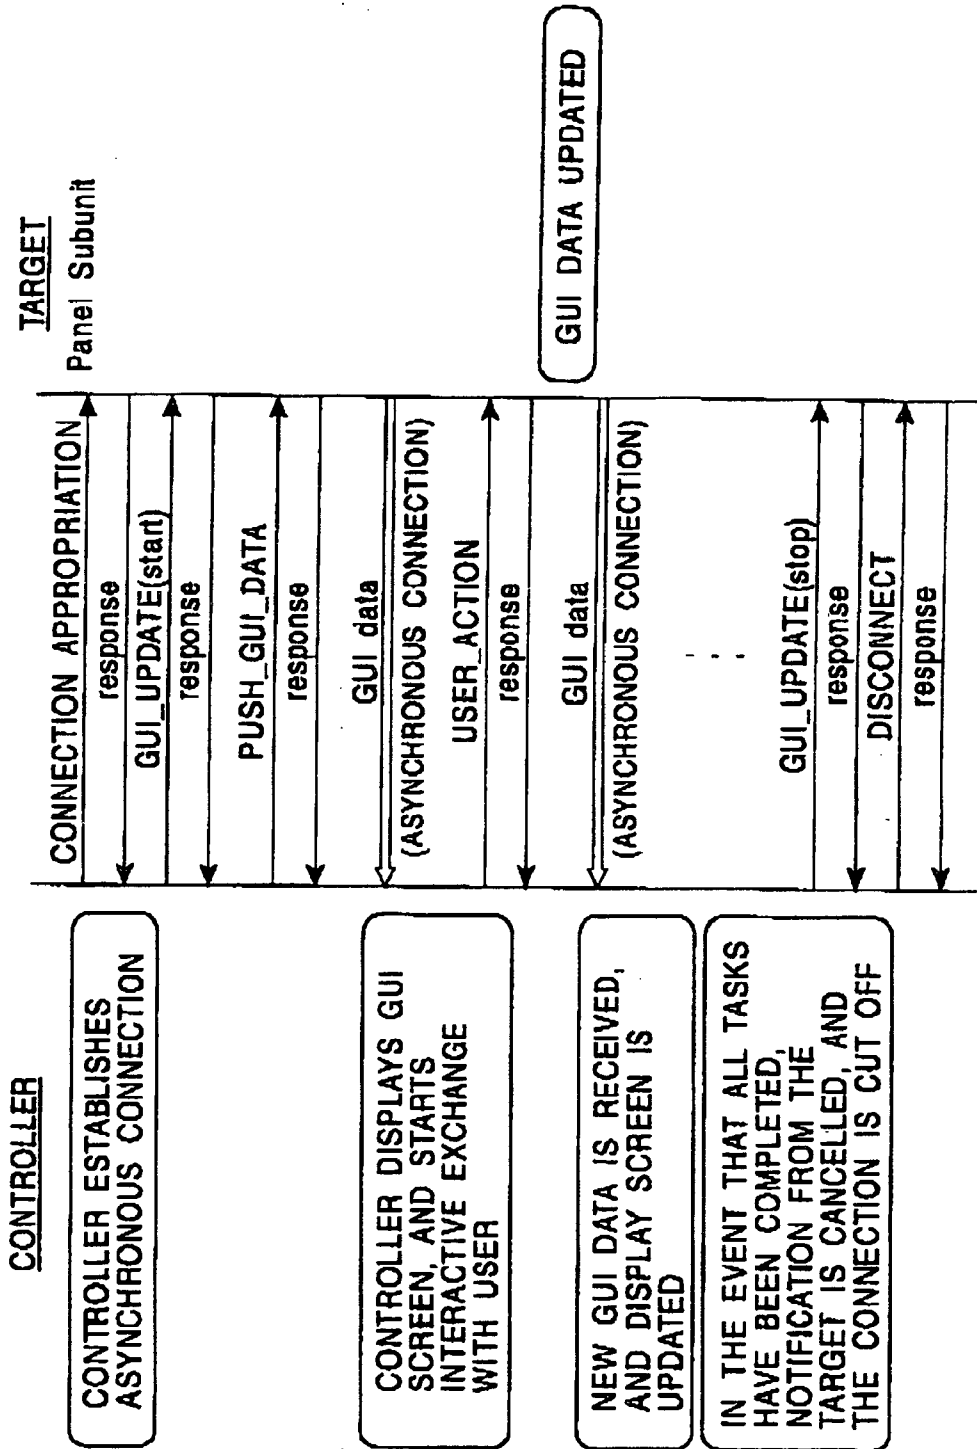 CONTROLLER
TARGET
Panel Subunit
CONTROLLER ESTABLISHES
ASYNCHRONOUS CONNECTION
CONNECTION APPROPRIATION
response
GUI_UPDATE(start)
response
PUSH_GUI_DATA
response
CONTROLLER DISPLAYS GUI
SCREEN, AND STARTS
INTERACTIVE EXCHANGE
WITH USER
GUI data
(ASYNCHRONOUS CONNECTION)
USER_ACTION
response
GUI DATA UPDATED
NEW GUI DATA IS RECEIVED,
AND DISPLAY SCREEN IS
UPDATED
GUI data
(ASYNCHRONOUS CONNECTION)
IN THE EVENT THAT ALL TASKS
HAVE BEEN COMPLETED,
NOTIFICATION FROM THE
TARGET IS CANCELLED, AND
THE CONNECTION IS CUT OFF
GUI_UPDATE(stop)
response
DISCONNECT
response